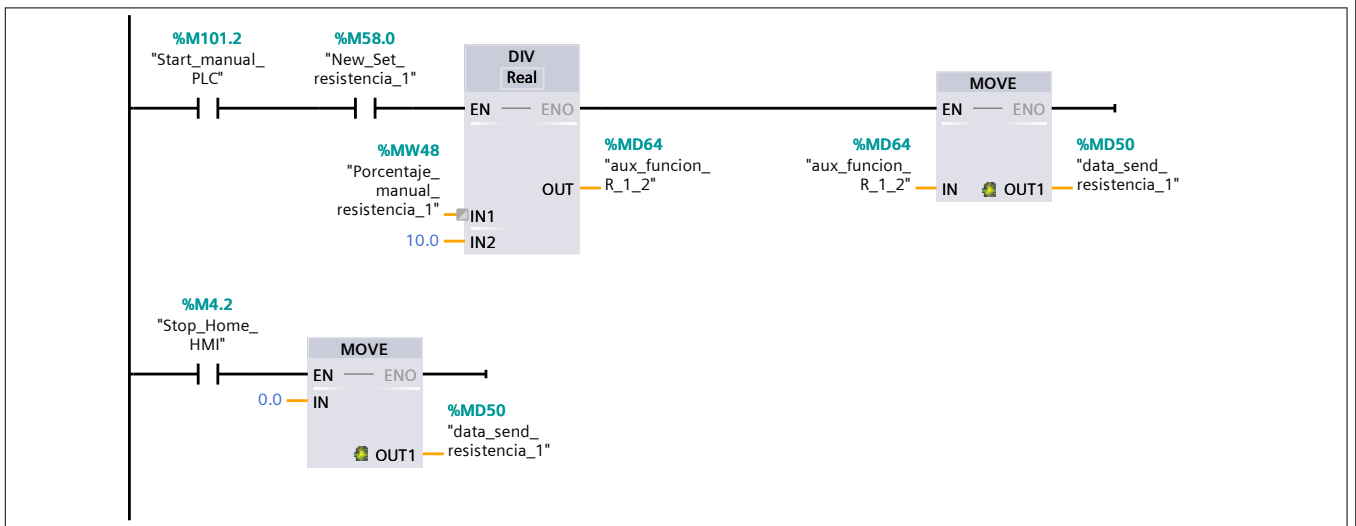 %M101.2
"Start_manual_
PLC"
%M58.0
"New_Set_
resistencia_1"
DIV
Real
EN
ENO
%MW48
"Porcentaje_
manual_
resistencia_1"
IN1
10.0
IN2
OUT
%MD64
"aux_funcion_
R_1_2"
MOVE
EN
ENO
%MD64
"aux_funcion_
R_1_2"
IN
OUT1
%MD50
"data_send_
resistencia_1"
%M4.2
"Stop_Home_
HMI"
MOVE
EN
ENO
0.0
IN
OUT1
%MD50
"data_send_
resistencia_1"